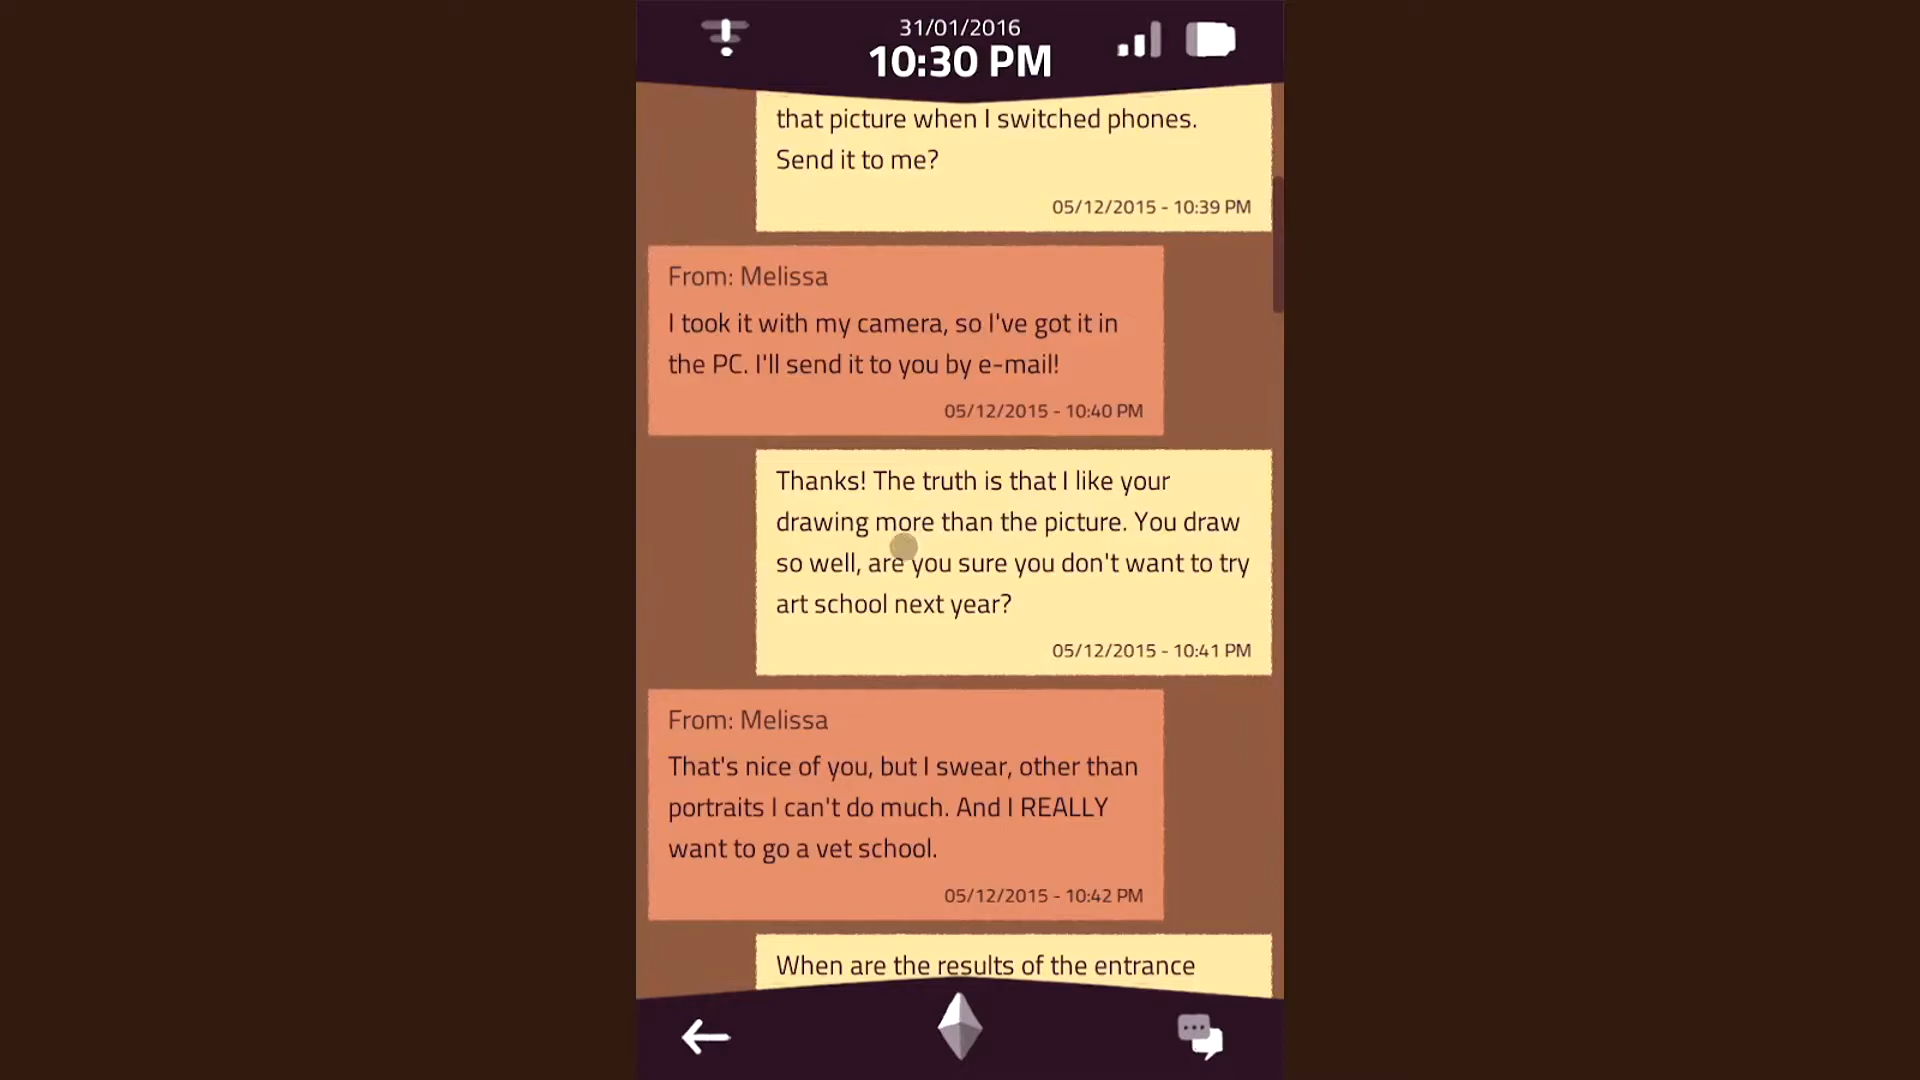 31/01/2016
10:30 PM
that picture when I switched phones.
Send it to me?
05/12/2015 - 10:39 PM
From: Melissa
I took it with my camera, so I've got it in
the PC. I'll send it to you by e-mail!
05/12/2015 - 10:40 PM
Thanks! The truth is that I like your
drawing more than the picture. You draw
so well, are you sure you don't want to try
art school next year?
05/12/2015 - 10:41 PM
From: Melissa
That's nice of you, but I swear, other than
portraits I can't do much. And I REALLY
want to go a vet school.
05/12/2015 - 10:42 PM
When are the results of the entrance